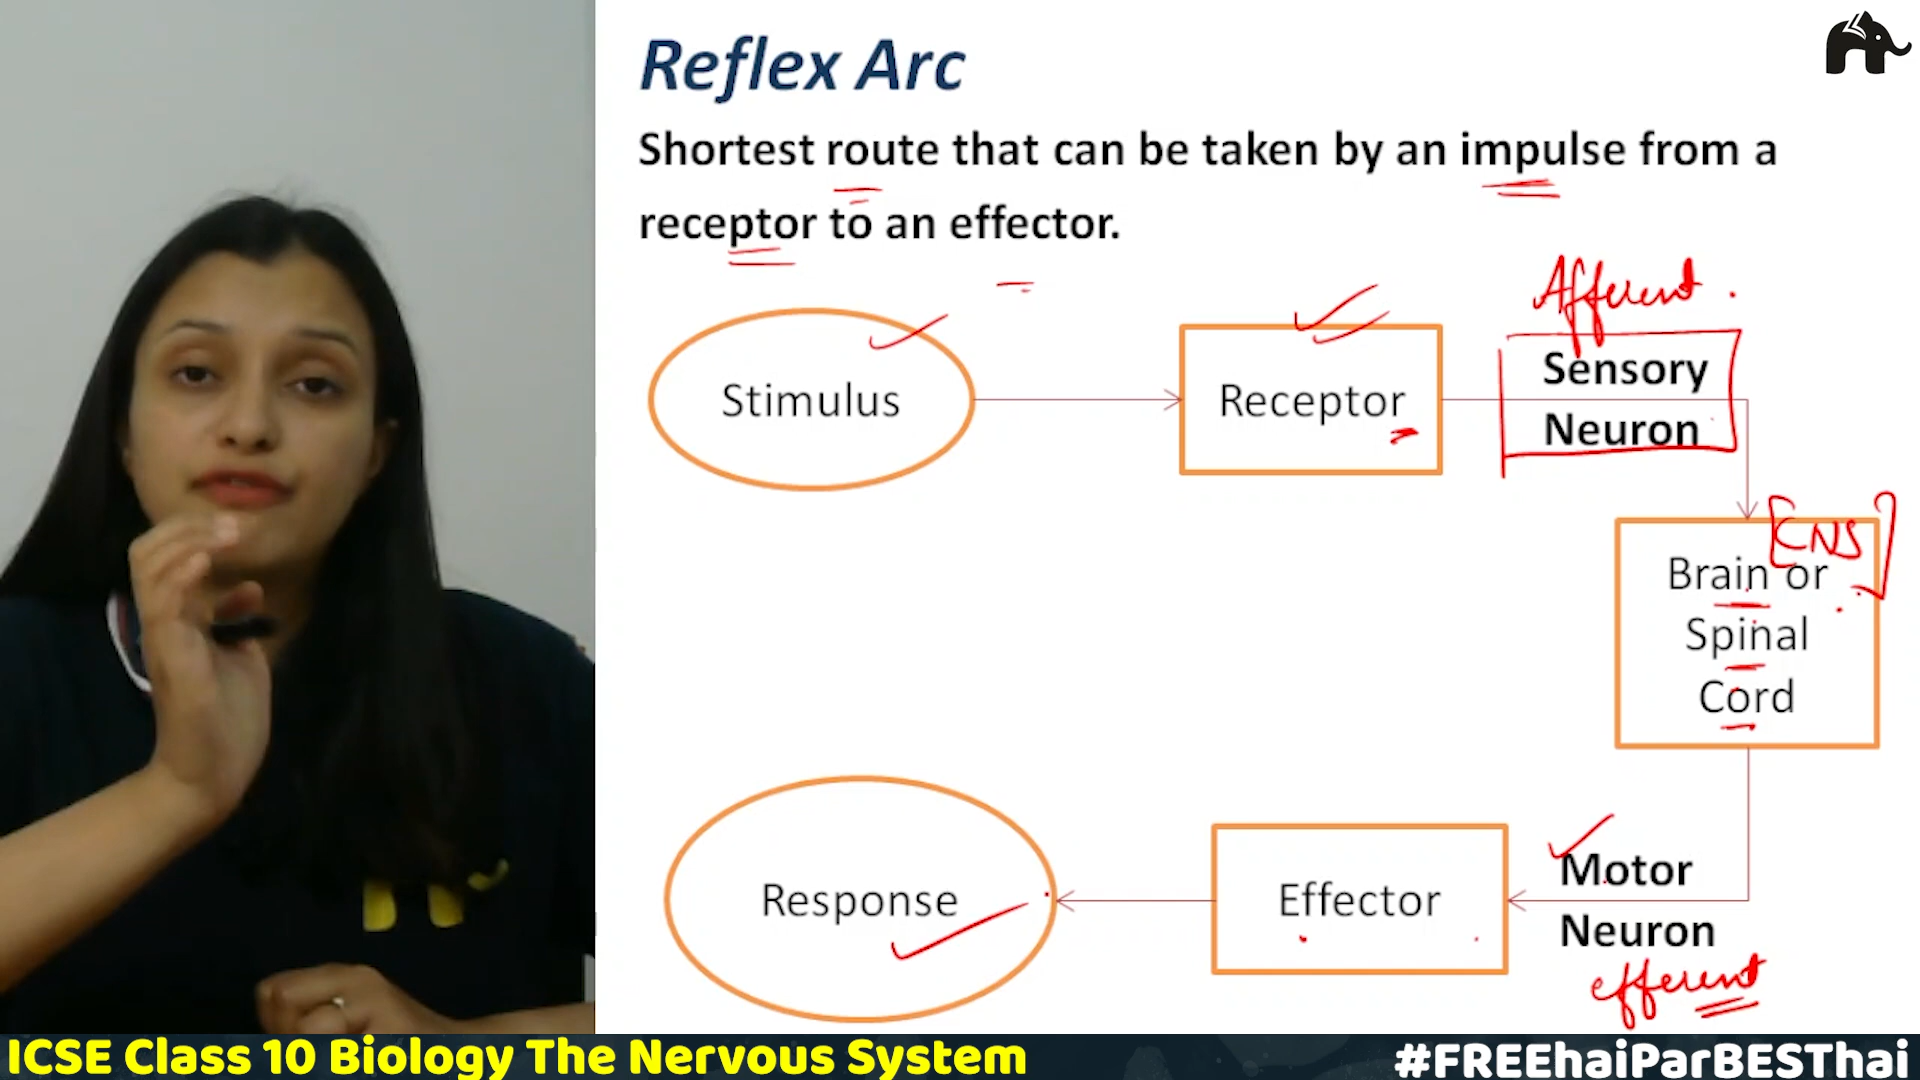 Reflex Arc
Shortest route that can be taken by an impulse from a
receptor to an effector.
Afferent.
Stimulus
Receptor
Sensory
Neuron
[CNS]
Brain or
Spinal
Cord
Response
Effector
Motor
Neuron
efferent
ICSE Class 10 Biology The Nervous System
#FREEhaiParBESThai